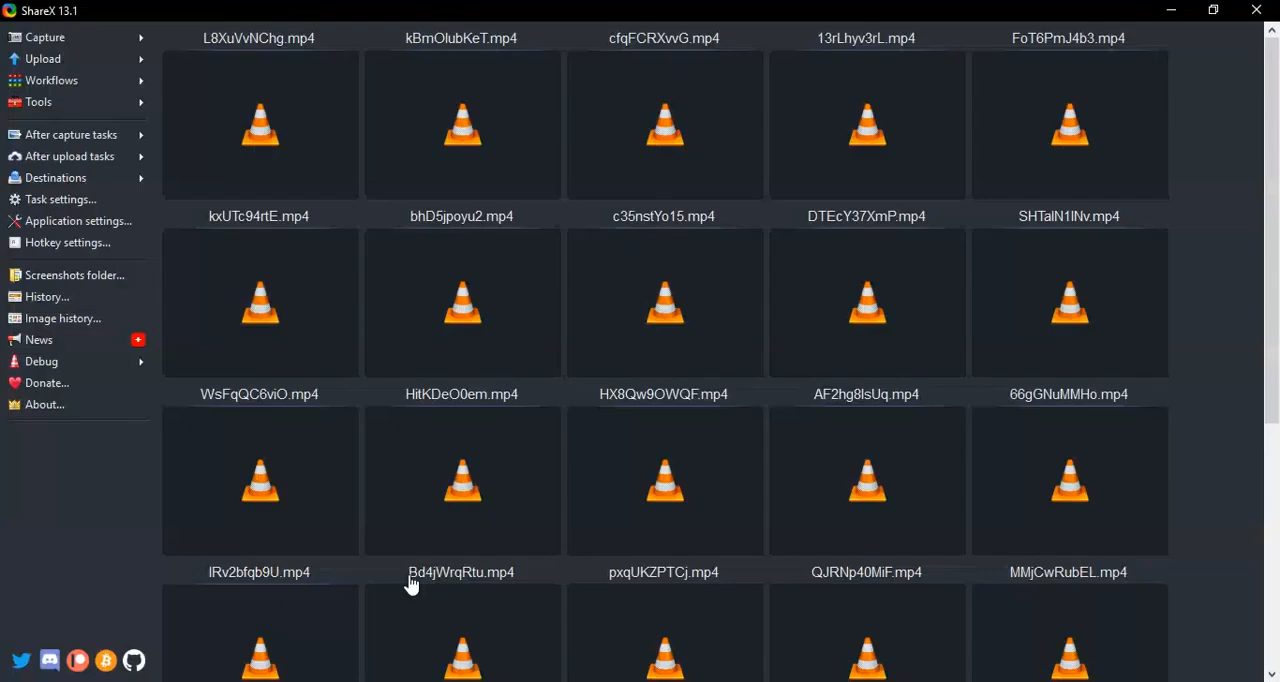 ShareX 13.1
Capture
Upload
Workflows
Tools
After capture tasks
After upload tasks
Destinations
Task settings...
Application settings...
Hotkey settings...
Screenshots folder...
History...
Image history...
News
Debug
Donate...
About...
L8XuVvNChg.mp4 kBmOlubKeT.mp4 cfqFCRXvvG.mp4 13rLhyv3rL.mp4 FoT6PmJ4b3.mp4
kxUTc94rtE.mp4 bhD5jpoyu2.mp4 c35nstYo15.mp4 DTEcY37XmP.mp4 SHTalN1INv.mp4
WsFqQC6viO.mp4 HitKDeO0em.mp4 HX8Qw9OWQF.mp4 AF2hg8lsUq.mp4 66gGNuMMHo.mp4
IRv2bfqb9U.mp4 Bd4jWrqRtu.mp4 pxqUKZPTCj.mp4 QJRNp40MiF.mp4 MMjCwRubEL.mp4